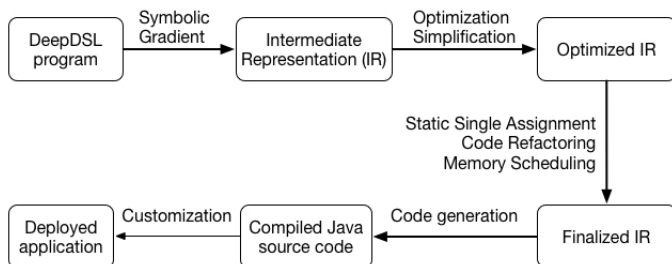 DeepDSL
program
Symbolic
Gradient
Intermediate
Representation (IR)
Optimization
Simplification
Optimized IR
Static Single Assignment
Code Refactoring
Memory Scheduling
Finalized IR
Code generation
Compiled Java
source code
Customization
Deployed
application